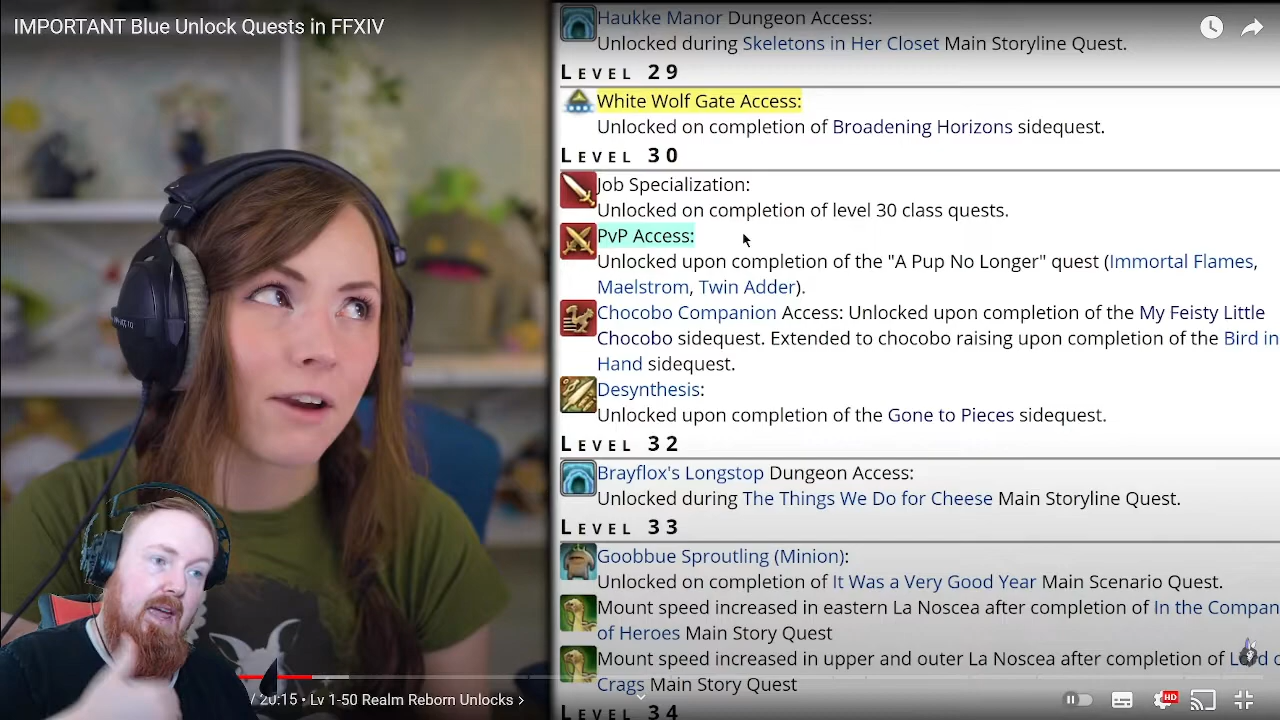 IMPORTANT Blue Unlock Quests in FFXIV
Haukke Manor Dungeon Access:
Unlocked during Skeletons in Her Closet Main Storyline Quest.
LEVEL 29
White Wolf Gate Access:
Unlocked on completion of Broadening Horizons sidequest.
LEVEL 30
Job Specialization:
Unlocked on completion of level 30 class quests.
PvP Access:
Unlocked upon completion of the "A Pup No Longer" quest (Immortal Flames,
Maelstrom, Twin Adder).
Chocobo Companion Access: Unlocked upon completion of the My Feisty Little
Chocobo sidequest. Extended to chocobo raising upon completion of the Bird in
Hand sidequest.
Desynthesis:
Unlocked upon completion of the Gone to Pieces sidequest.
LEVEL 32
Brayflox's Longstop Dungeon Access:
Unlocked during The Things We Do for Cheese Main Storyline Quest.
LEVEL 33
Goobbue Sproutling (Minion):
Unlocked on completion of It Was a Very Good Year Main Scenario Quest.
Mount speed increased in eastern La Noscea after completion of In the Compan
of Heroes Main Story Quest
Mount speed increased in upper and outer La Noscea after completion of
Crags Main Story Quest
LEVEL 34
/ 20:15 • Lv 1-50 Realm Reborn Unlocks >
HD